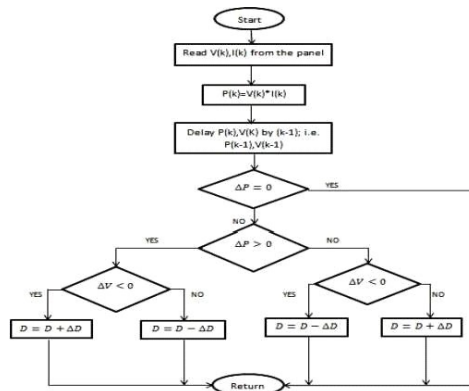 Start
Read V(k),I(k) from the panel
P(k)=V(k)*I(k)
Delay P(k),V(K) by (k-1); i.e.
P(k-1),V(k-1)
ΔP = 0
YES
NO
YES
ΔP > 0
NO
YES
ΔV < 0
NO
YES
ΔV < 0
NO
D = D + ΔD
D = D − ΔD
D = D − ΔD
D = D + ΔD
Return